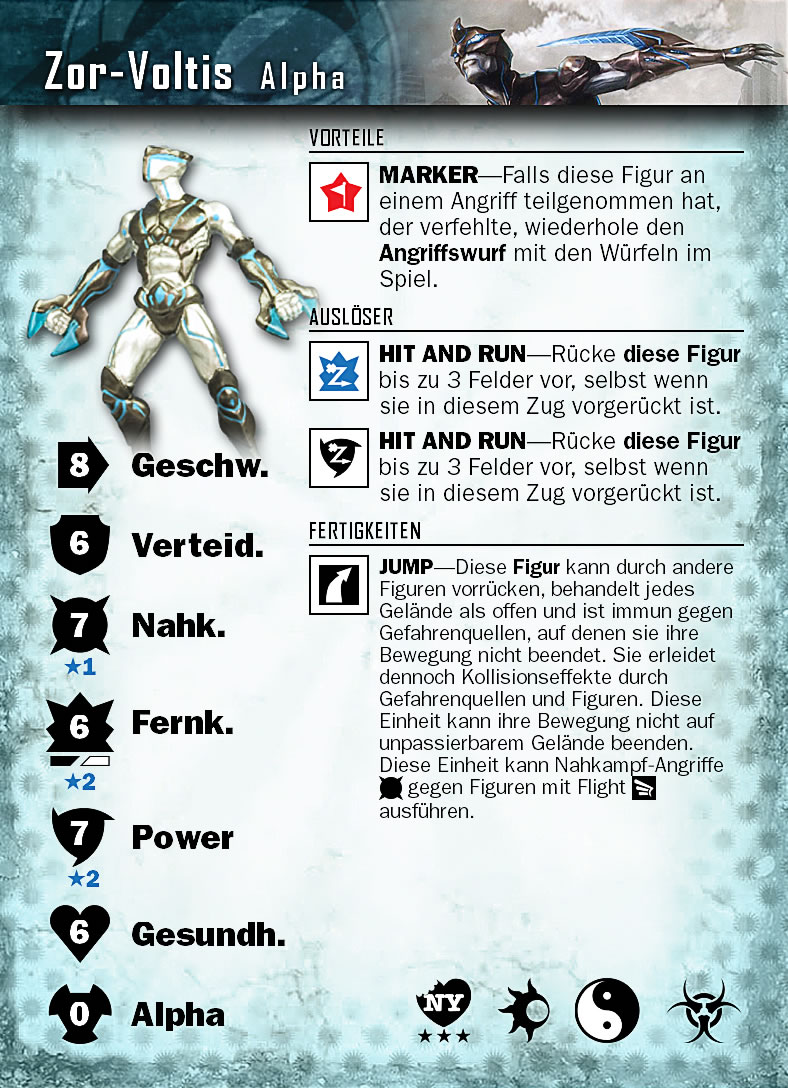 Zor-Voltis Alpha
VORTEILE
MARKER—Falls diese Figur an
einem Angriff teilgenommen hat,
der verfehlte, wiederhole den
Angriffswurf mit den Würfeln im
Spiel.
AUSLÖSER
Z
HIT AND RUN—Rücke diese Figur
bis zu 3 Felder vor, selbst wenn
sie in diesem Zug vorgerückt ist.
Z
HIT AND RUN—Rücke diese Figur
bis zu 3 Felder vor, selbst wenn
sie in diesem Zug vorgerückt ist.
FERTIGKEITEN
JUMP—Diese Figur kann durch andere
Figuren vorrücken, behandelt jedes
Gelände als offen und ist immun gegen
Gefahrenquellen, auf denen sie ihre
Bewegung nicht beendet. Sie erleidet
dennoch Kollisionseffekte durch
Gefahrenquellen und Figuren. Diese
Einheit kann ihre Bewegung nicht auf
unpassierbarem Gelände beenden.
Diese Einheit kann Nahkampf-Angriffe
gegen Figuren mit Flight
ausführen.
8 Geschw.
6 Verteid.
7 Nahk.
★1
6 Fernk.
★2
7 Power
★2
6 Gesundh.
0 Alpha
NY
★★★